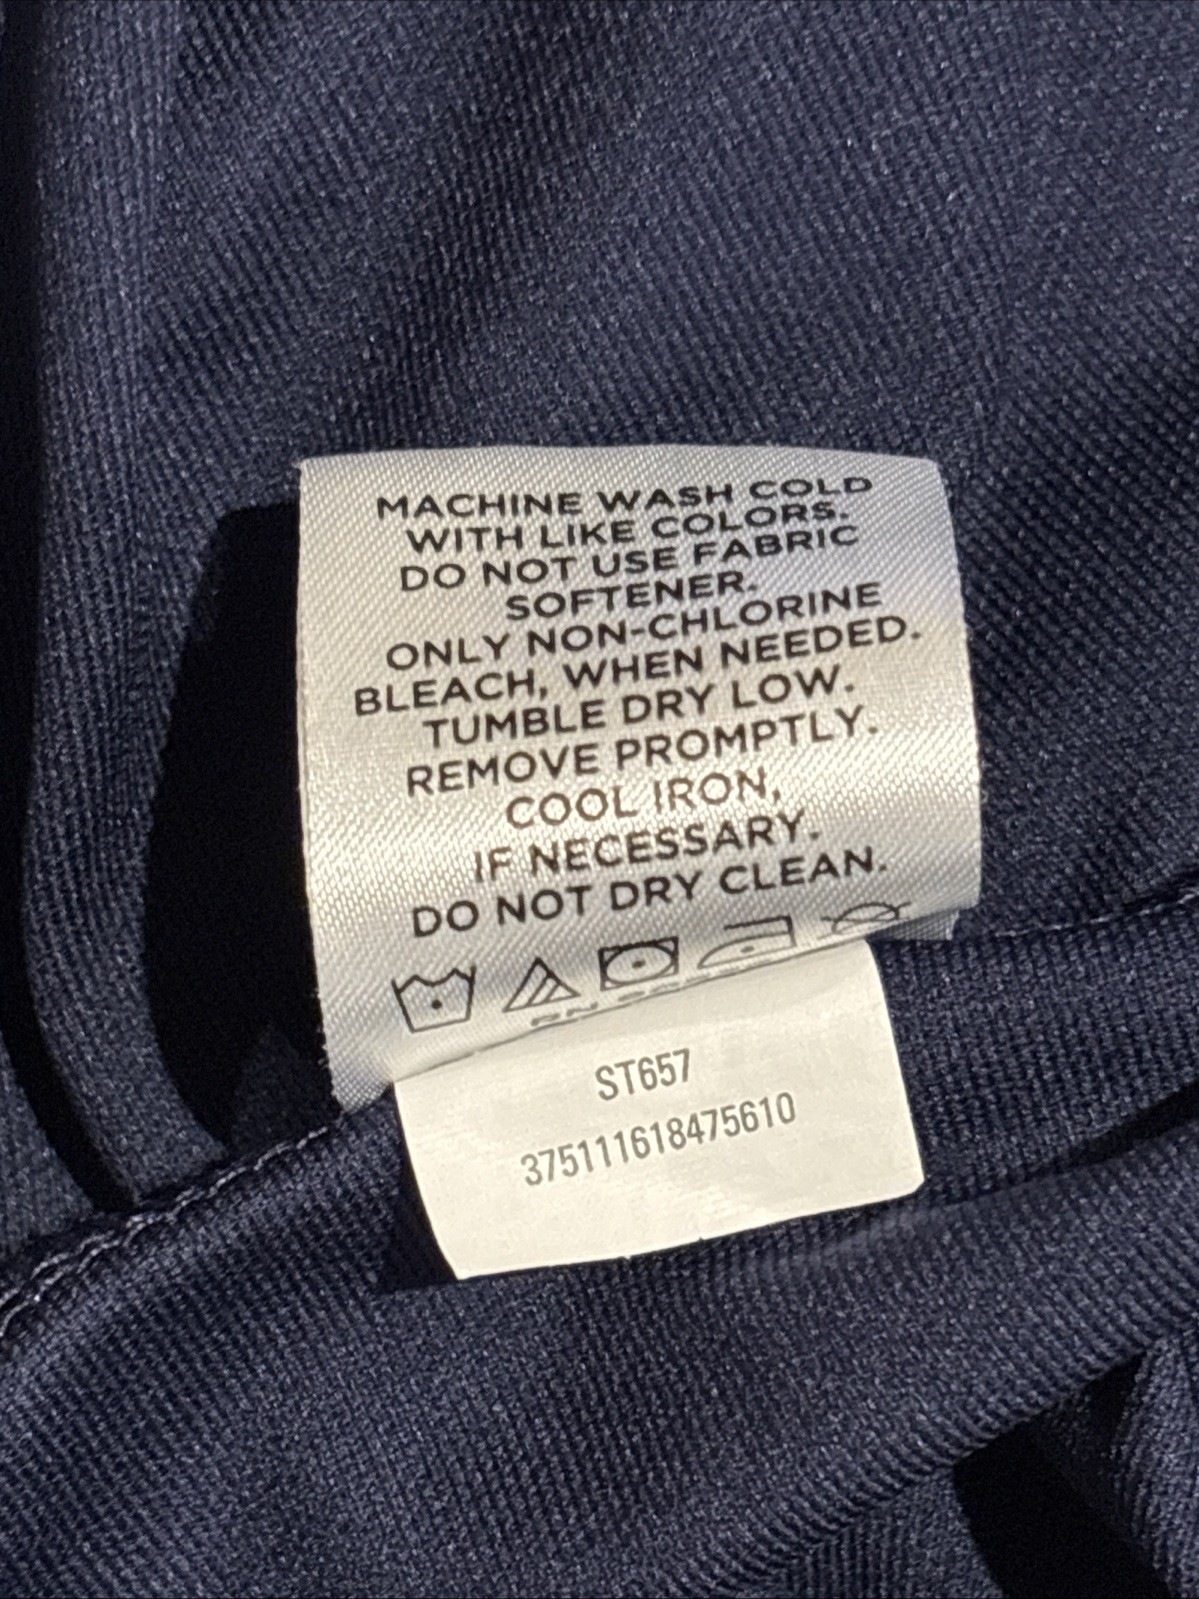 MACHINE WASH COLD
WITH LIKE COLORS.
DO NOT USE FABRIC
SOFTENER.
ONLY NON-CHLORINE
BLEACH, WHEN NEEDED.
TUMBLE DRY LOW.
REMOVE PROMPTLY.
COOL IRON,
IF NECESSARY.
DO NOT DRY CLEAN.
RN
ST657
375111618475610